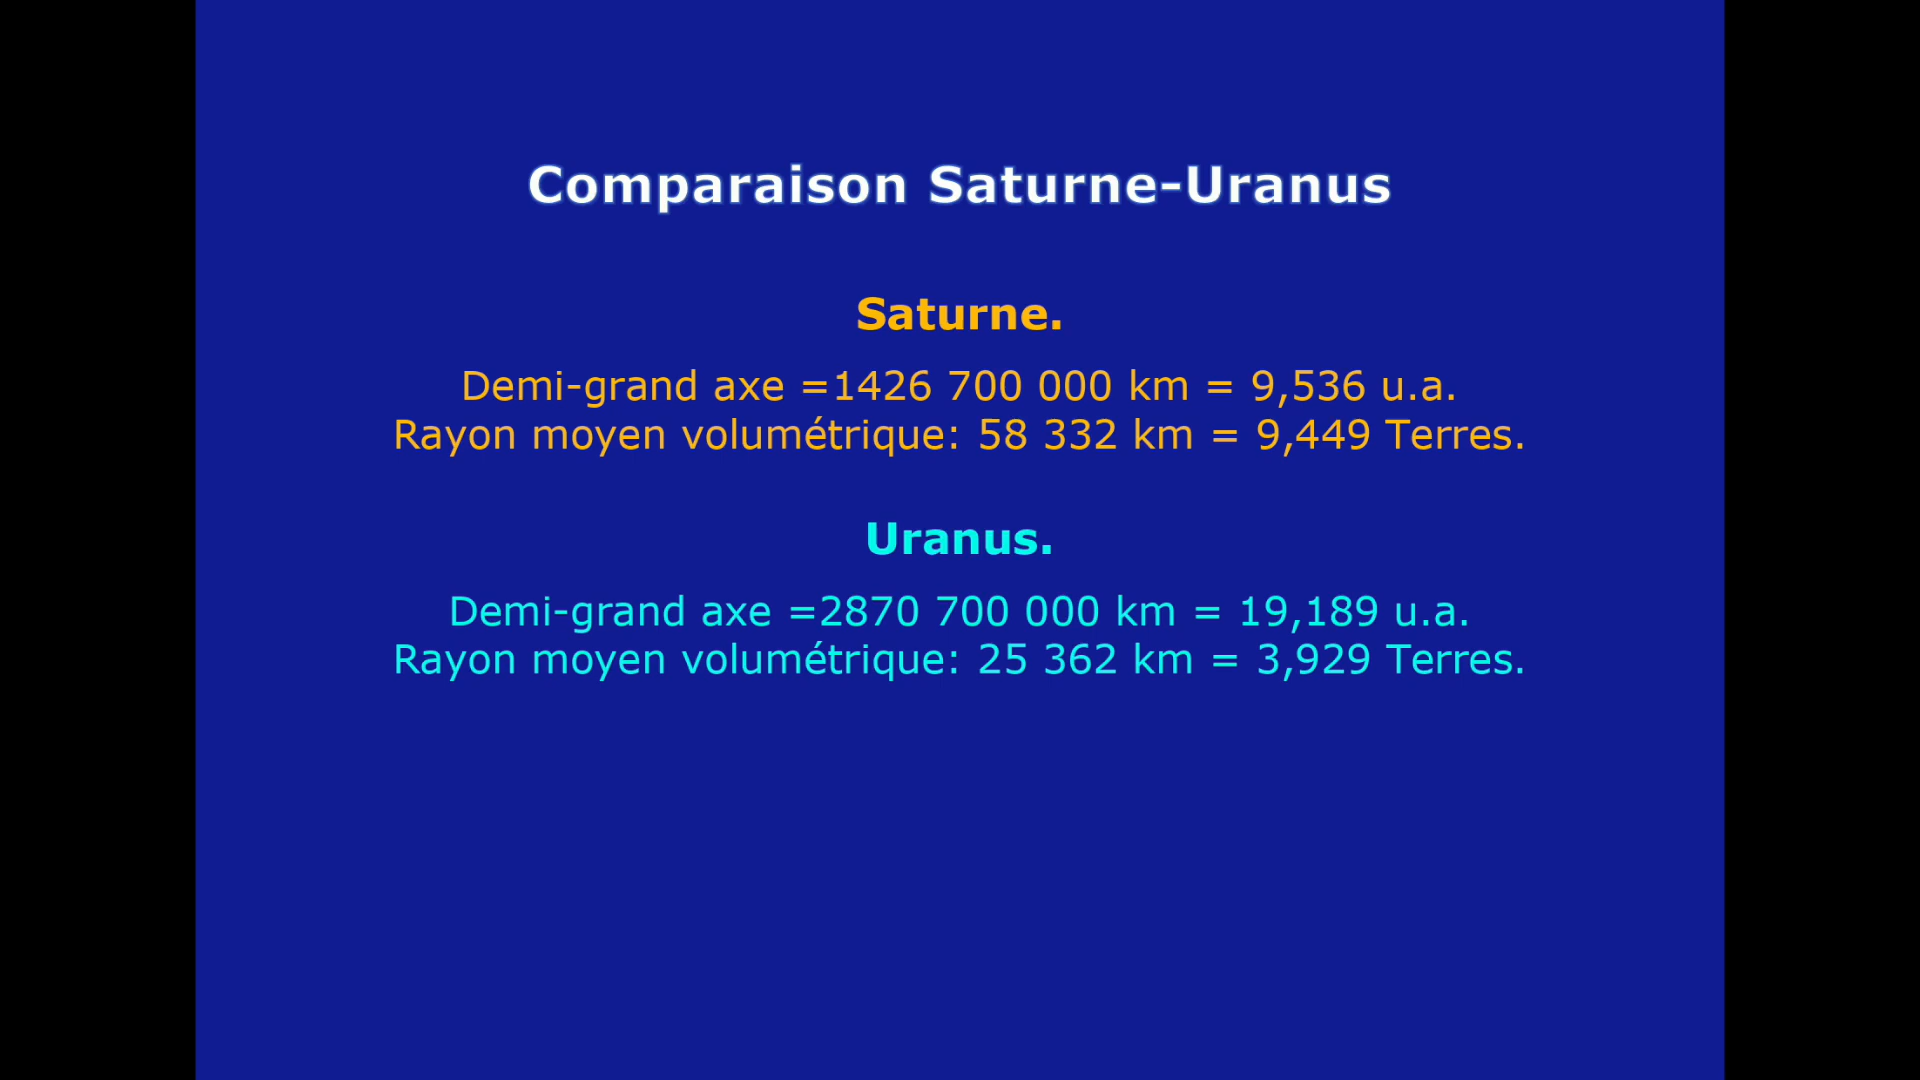 Comparaison Saturne-Uranus
Saturne.
Demi-grand axe =1426 700 000 km = 9,536 u.a.
Rayon moyen volumétrique: 58 332 km = 9,449 Terres.
Uranus.
Demi-grand axe =2870 700 000 km = 19,189 u.a.
Rayon moyen volumétrique: 25 362 km = 3,929 Terres.